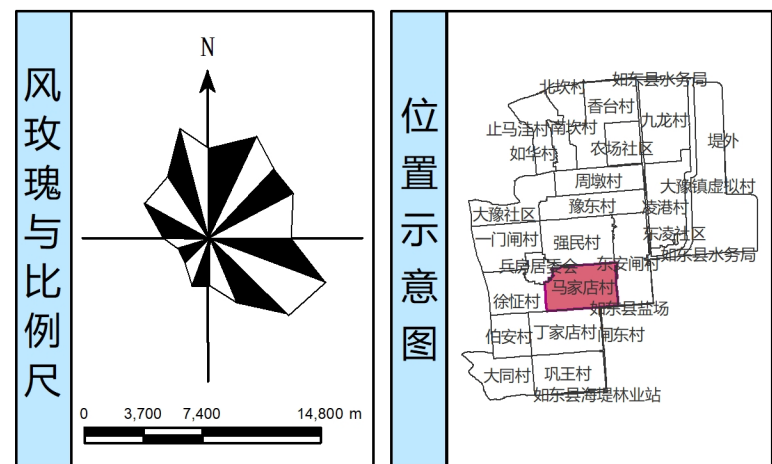 风玫瑰与比例尺
N
0 3,700 7,400 14,800 m
位置示意图
北坎村
如东县水务局
香台村
止马洼村
南坎村
九龙村
堤外
如华村
农场社区
周墩村
大豫镇虚拟村
豫东村
凌港村
大豫社区
一门闸村
强民村
东凌社区
如东县水务局
兵房居委会
东安闸村
马家店村
徐怔村
如东县盐场
伯安村
丁家店村
闸东村
大同村
巩王村
如东县海堤林业站